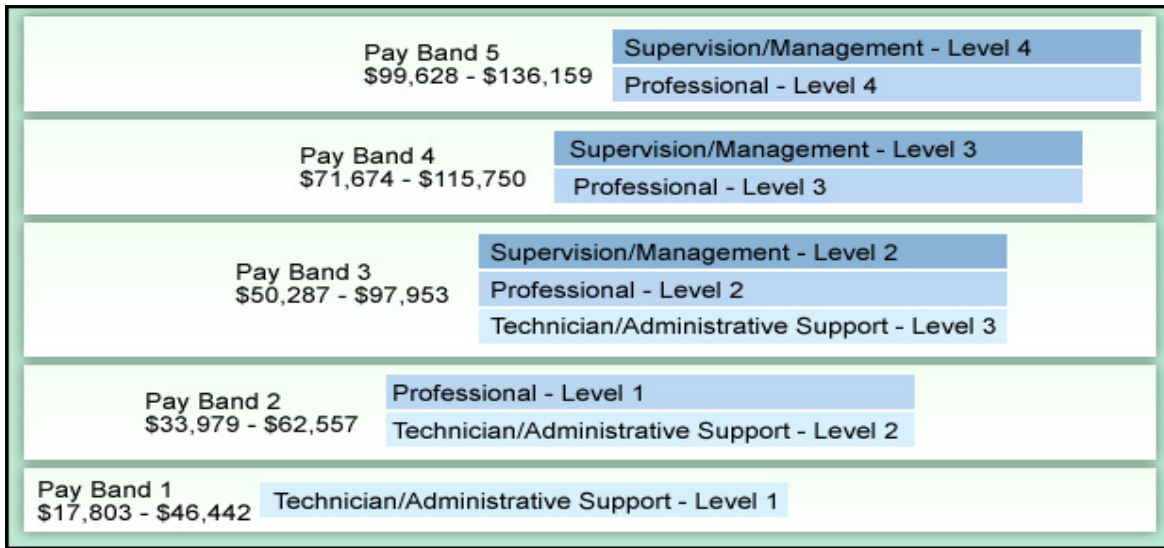 Pay Band 5
$99,628 - $136,159
Supervision/Management - Level 4
Professional - Level 4
Pay Band 4
$71,674 - $115,750
Supervision/Management - Level 3
Professional - Level 3
Pay Band 3
$50,287 - $97,953
Supervision/Management - Level 2
Professional - Level 2
Technician/Administrative Support - Level 3
Pay Band 2
$33,979 - $62,557
Professional - Level 1
Technician/Administrative Support - Level 2
Pay Band 1
$17,803 - $46,442
Technician/Administrative Support - Level 1